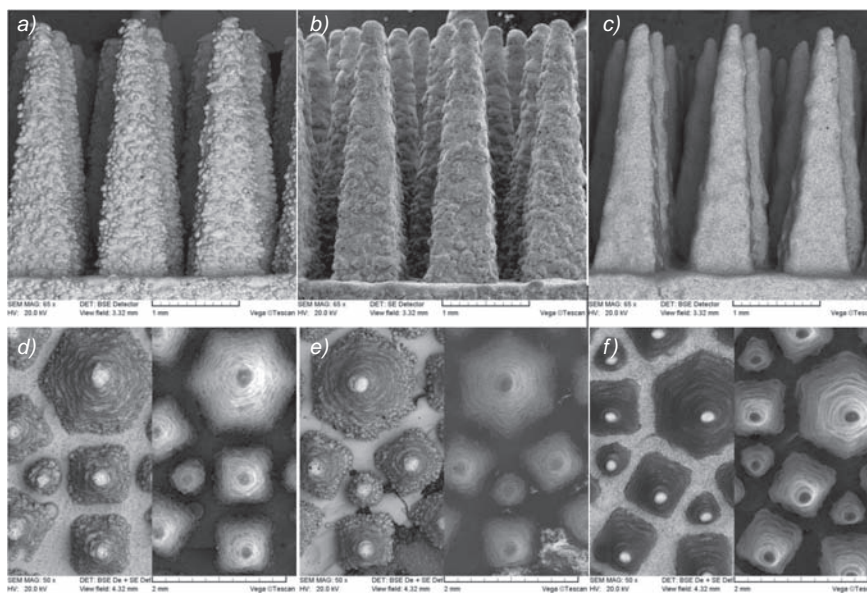 a)
b)
c)
SEM MAG: 65 x DET: BSE Detector
HV: 20.0 kV View field: 3.32 mm 1 mm Vega ©Tescan
SEM MAG: 65 x DET: SE Detector
HV: 20.0 kV View field: 3.32 mm 1 mm Vega ©Tescan
SEM MAG: 65 x DET: BSE Detector
HV: 20.0 kV View field: 3.32 mm 1 mm Vega ©Tescan
d)
e)
f)
SEM MAG: 50 x DET: BSE De + SE Det
HV: 20.0 kV View field: 4.32 mm 2 mm Vega ©Tescan
SEM MAG: 50 x DET: BSE De + SE Det
HV: 20.0 kV View field: 4.32 mm 2 mm Vega ©Tescan
SEM MAG: 50 x DET: BSE De + SE Det
HV: 20.0 kV View field: 4.32 mm 2 mm Vega ©Tescan